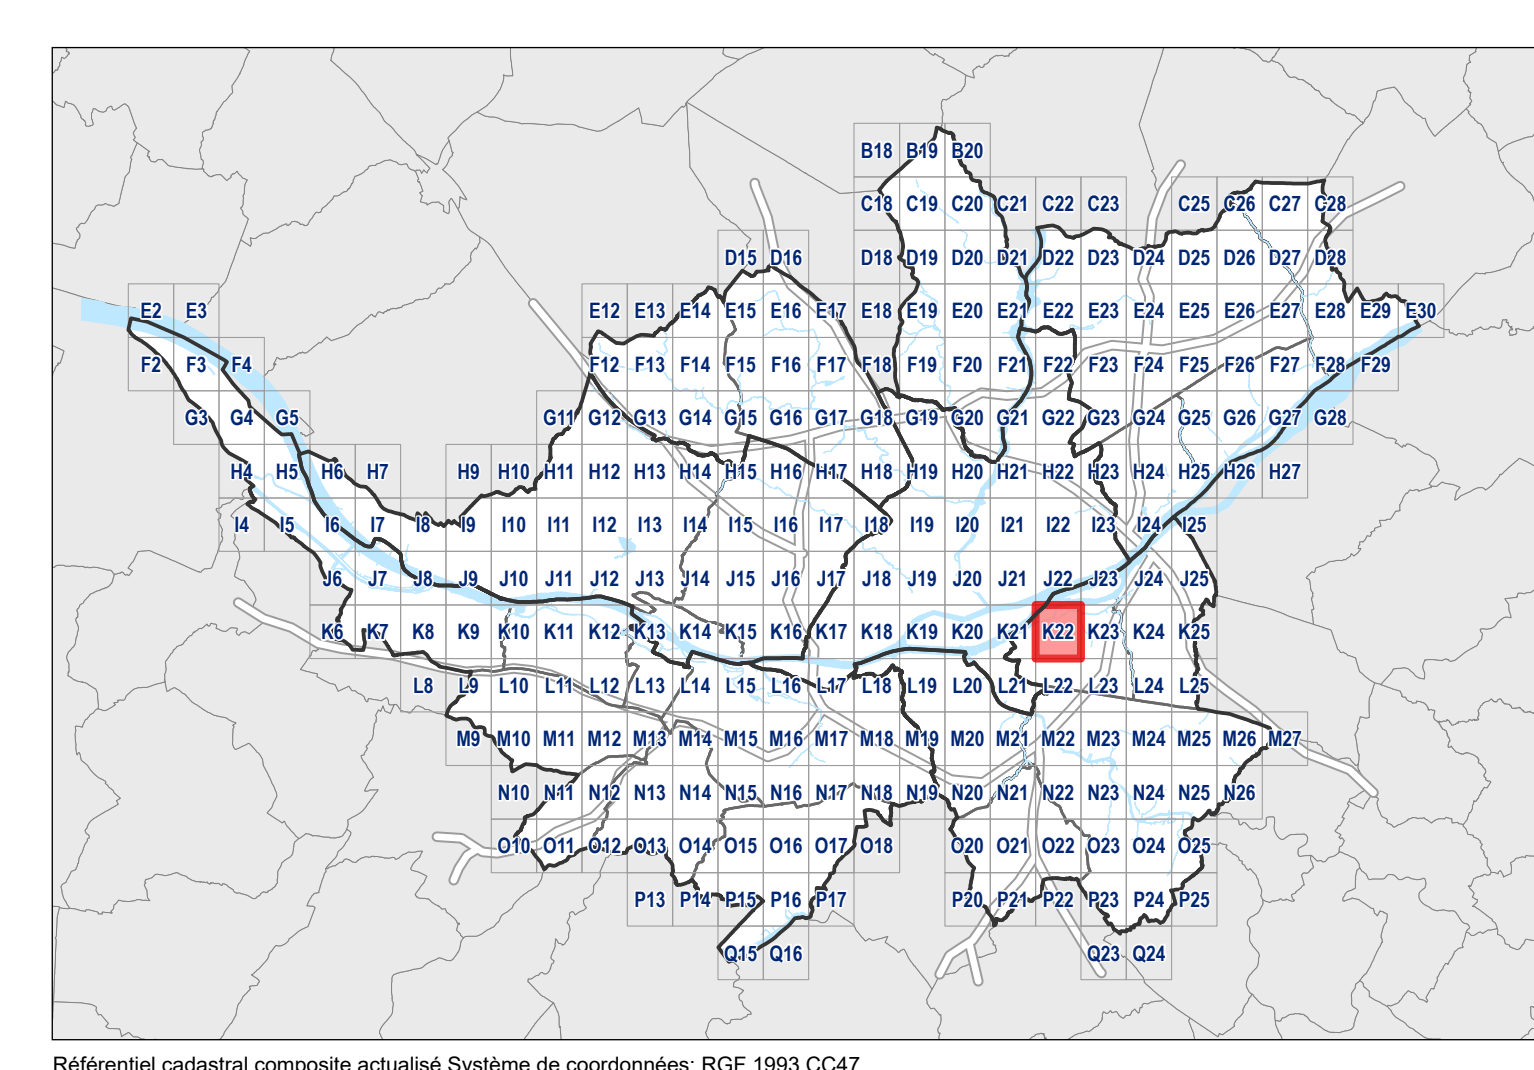 B18 B19 B20
C18 C19 C20 C21 C22 C23 C25 C26 C27 C28
D15 D16 D18 D19 D20 D21 D22 D23 D24 D25 D26 D27 D28
E2 E3 E12 E13 E14 E15 E16 E17 E18 E19 E20 E21 E22 E23 E24 E25 E26 E27 E28 E29 E30
F2 F3 F4 F12 F13 F14 F15 F16 F17 F18 F19 F20 F21 F22 F23 F24 F25 F26 F27 F28 F29
G3 G4 G5 G11 G12 G13 G14 G15 G16 G17 G18 G19 G20 G21 G22 G23 G24 G25 G26 G27 G28
H4 H5 H6 H7 H9 H10 H11 H12 H13 H14 H15 H16 H17 H18 H19 H20 H21 H22 H23 H24 H25 H26 H27
I4 I5 I6 I7 I8 I9 I10 I11 I12 I13 I14 I15 I16 I17 I18 I19 I20 I21 I22 I23 I24 I25
J6 J7 J8 J9 J10 J11 J12 J13 J14 J15 J16 J17 J18 J19 J20 J21 J22 J23 J24 J25
K6 K7 K8 K9 K10 K11 K12 K13 K14 K15 K16 K17 K18 K19 K20 K21 K22 K23 K24 K25
L8 L9 L10 L11 L12 L13 L14 L15 L16 L17 L18 L19 L20 L21 L22 L23 L24 L25
M9 M10 M11 M12 M13 M14 M15 M16 M17 M18 M19 M20 M21 M22 M23 M24 M25 M26 M27
N10 N11 N12 N13 N14 N15 N16 N17 N18 N19 N20 N21 N22 N23 N24 N25 N26
O10 O11 O12 O13 O14 O15 O16 O17 O18 O20 O21 O22 O23 O24 O25
P13 P14 P15 P16 P17 P20 P21 P22 P23 P24 P25
Q15 Q16 Q23 Q24
Référentiel cadastral composite actualisé Système de coordonnées: RGF 1993 CC47